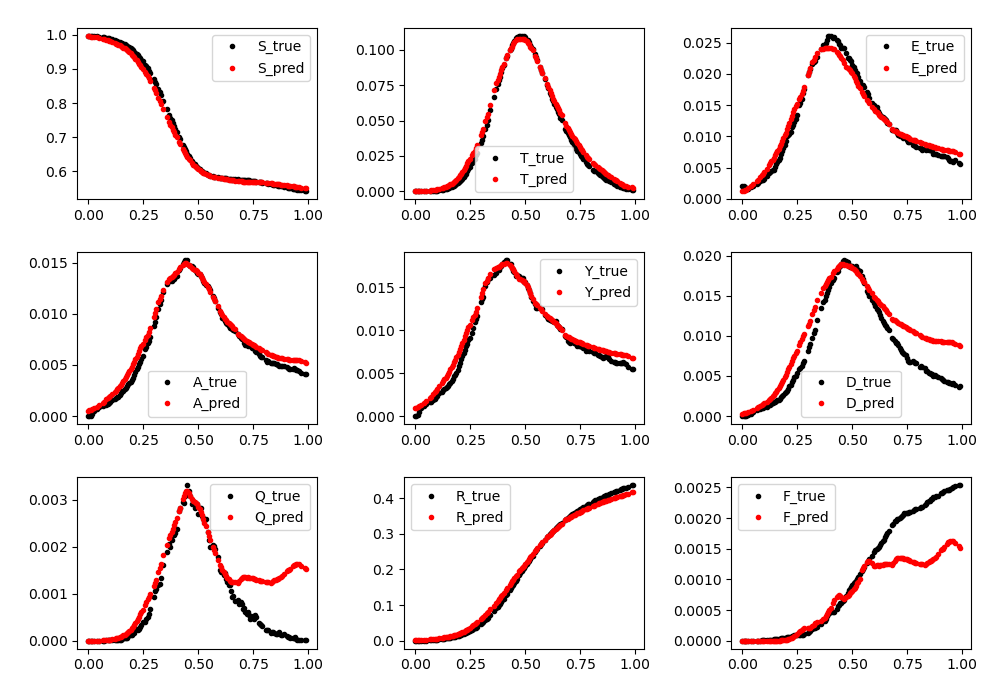 1.0
0.9
0.8
0.7
0.6
S_true
S_pred
0.00 0.25 0.50 0.75 1.00
0.100
0.075
0.050
0.025
0.000
T_true
T_pred
0.00 0.25 0.50 0.75 1.00
0.025
0.020
0.015
0.010
0.005
0.000
E_true
E_pred
0.00 0.25 0.50 0.75 1.00
0.015
0.010
0.005
0.000
A_true
A_pred
0.00 0.25 0.50 0.75 1.00
0.015
0.010
0.005
0.000
Y_true
Y_pred
0.00 0.25 0.50 0.75 1.00
0.020
0.015
0.010
0.005
0.000
D_true
D_pred
0.00 0.25 0.50 0.75 1.00
0.003
0.002
0.001
0.000
Q_true
Q_pred
0.00 0.25 0.50 0.75 1.00
0.4
0.3
0.2
0.1
0.0
R_true
R_pred
0.00 0.25 0.50 0.75 1.00
0.0025
0.0020
0.0015
0.0010
0.0005
0.0000
F_true
F_pred
0.00 0.25 0.50 0.75 1.00